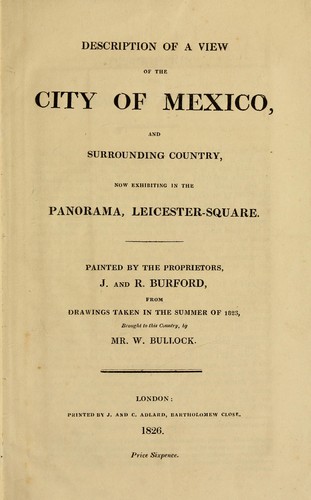 DESCRIPTION OF A VIEW
OF THE
CITY OF MEXICO,
AND
SURROUNDING COUNTRY,
NOW EXHIBITING IN THE
PANORAMA, LEICESTER-SQUARE.
PAINTED BY THE PROPRIETORS,
J. AND R. BURFORD,
FROM
DRAWINGS TAKEN IN THE SUMMER OF 1823,
Brought to this Country, by
MR. W. BULLOCK.
LONDON:
PRINTED BY J. AND C. ADLARD, BARTHOLOMEW CLOSE.
1826.
Price Sixpence.